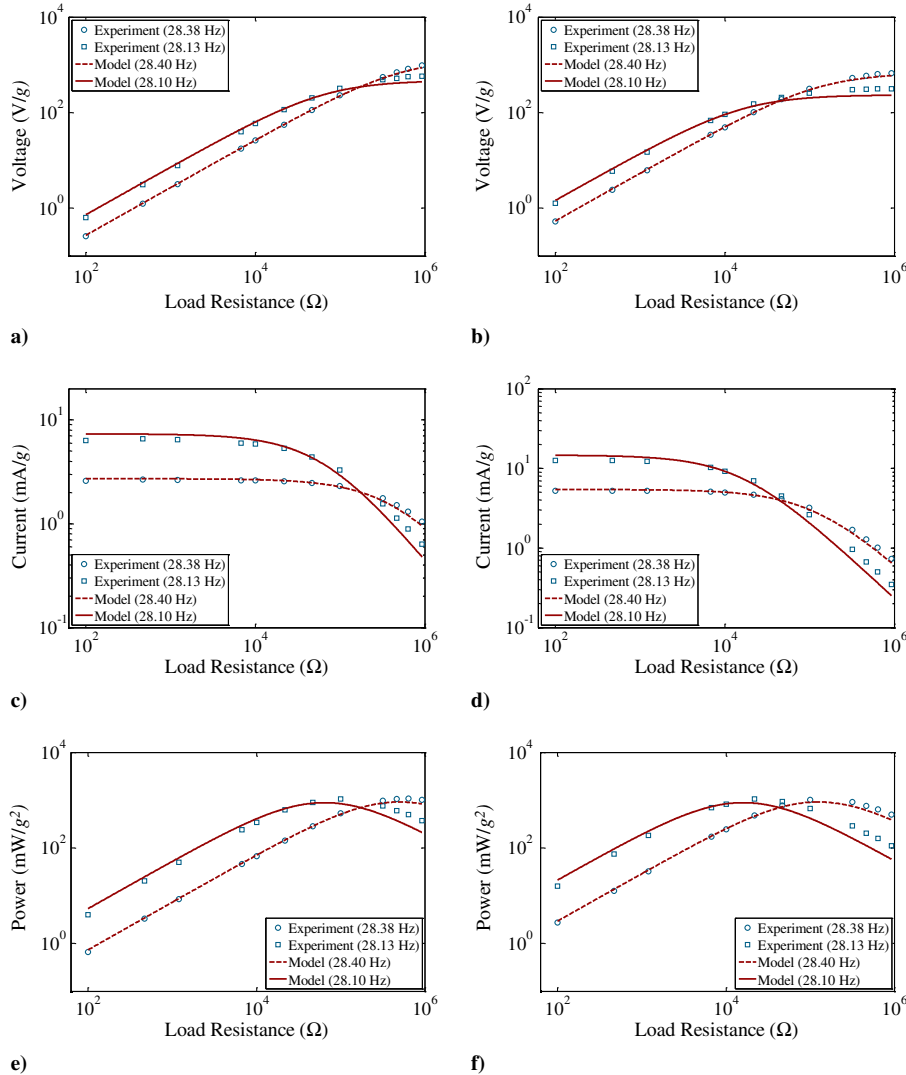 10^4
10^2
10^0
Voltage (V/g)
Experiment (28.38 Hz)
Experiment (28.13 Hz)
Model (28.40 Hz)
Model (28.10 Hz)
10^2
10^4
10^6
Load Resistance (Ω)
a)
10^4
10^2
10^0
Voltage (V/g)
Experiment (28.38 Hz)
Experiment (28.13 Hz)
Model (28.40 Hz)
Model (28.10 Hz)
10^2
10^4
10^6
Load Resistance (Ω)
b)
10^1
10^0
10^-1
Current (mA/g)
Experiment (28.38 Hz)
Experiment (28.13 Hz)
Model (28.40 Hz)
Model (28.10 Hz)
10^2
10^4
10^6
Load Resistance (Ω)
c)
10^2
10^1
10^0
10^-1
Current (mA/g)
Experiment (28.38 Hz)
Experiment (28.13 Hz)
Model (28.40 Hz)
Model (28.10 Hz)
10^2
10^4
10^6
Load Resistance (Ω)
d)
10^4
10^2
10^0
Power (mW/g²)
Experiment (28.38 Hz)
Experiment (28.13 Hz)
Model (28.40 Hz)
Model (28.10 Hz)
10^2
10^4
10^6
Load Resistance (Ω)
e)
10^4
10^2
10^0
Power (mW/g²)
Experiment (28.38 Hz)
Experiment (28.13 Hz)
Model (28.40 Hz)
Model (28.10 Hz)
10^2
10^4
10^6
Load Resistance (Ω)
f)